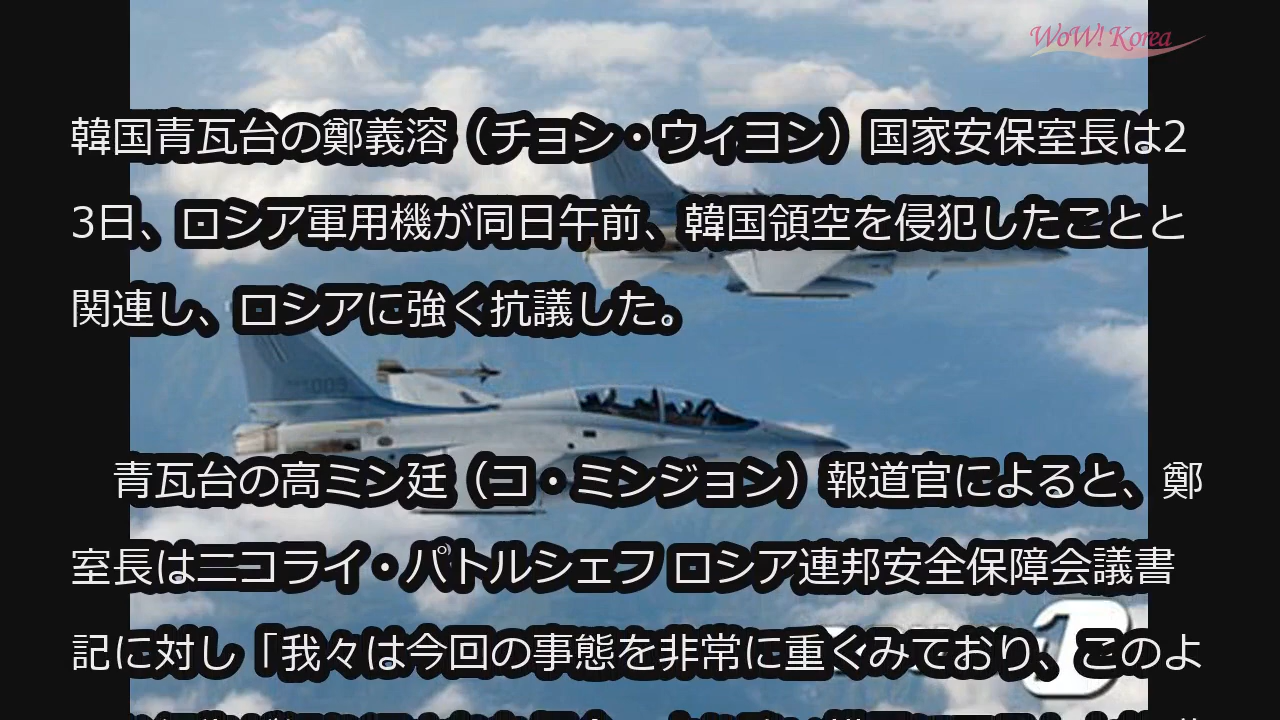 WoW! Korea
韓国青瓦台の鄭義溶（チョン・ウィヨン）国家安保室長は2
3日、ロシア軍用機が同日午前、韓国領空を侵犯したことと
関連し、ロシアに強く抗議した。
青瓦台の高ミン廷（コ・ミンジョン）報道官によると、鄭
室長はニコライ・パトルシェフ ロシア連邦安全保障会議書
記に対し「我々は今回の事態を非常に重くみており、このよ
009
1